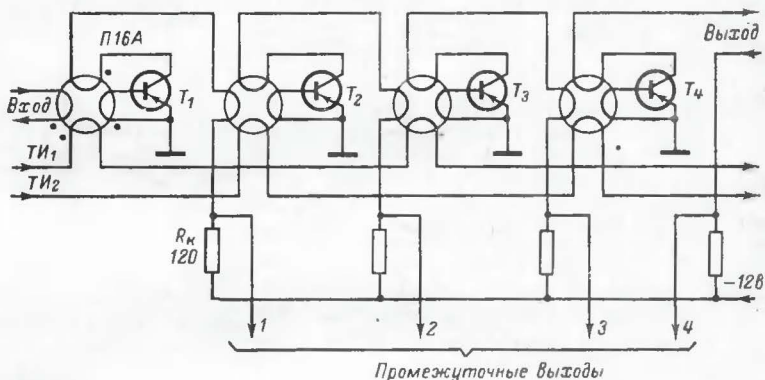 П16А
Выход
T₁
T₂
T₃
T₄
Вход
ТИ₁
ТИ₂
Rк
120
-12в
1
2
3
4
Промежуточные выходы